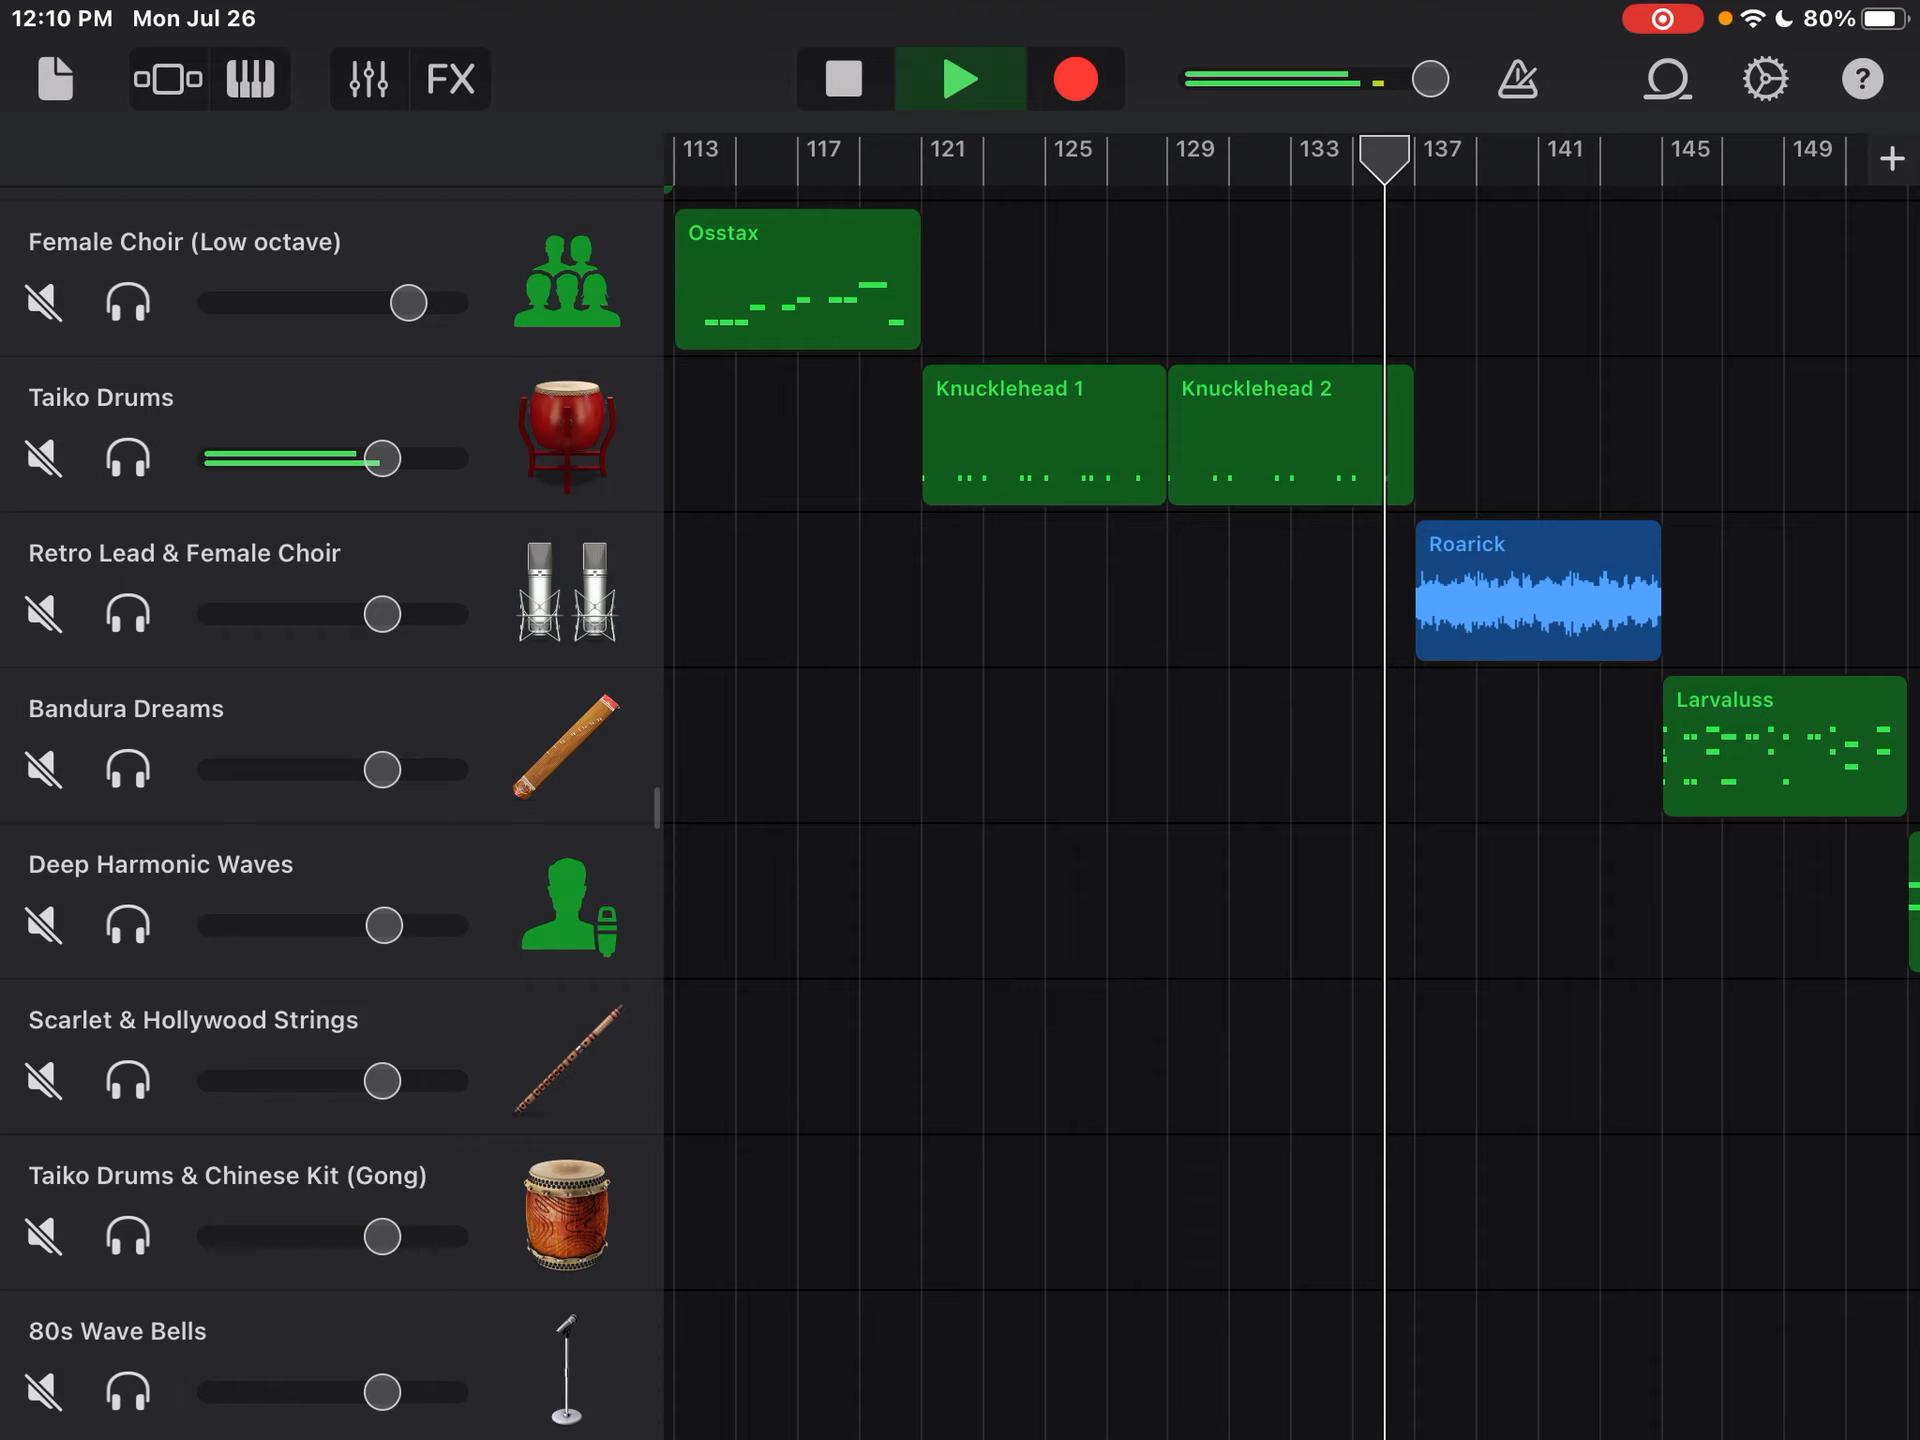 12:10 PM Mon Jul 26 80%
FX ?
113 117 121 125 129 133 137 141 145 149 +
Female Choir (Low octave)
Osstax
Taiko Drums
Knucklehead 1 Knucklehead 2
Retro Lead & Female Choir
Roarick
Bandura Dreams
Larvaluss
Deep Harmonic Waves
Scarlet & Hollywood Strings
Taiko Drums & Chinese Kit (Gong)
80s Wave Bells